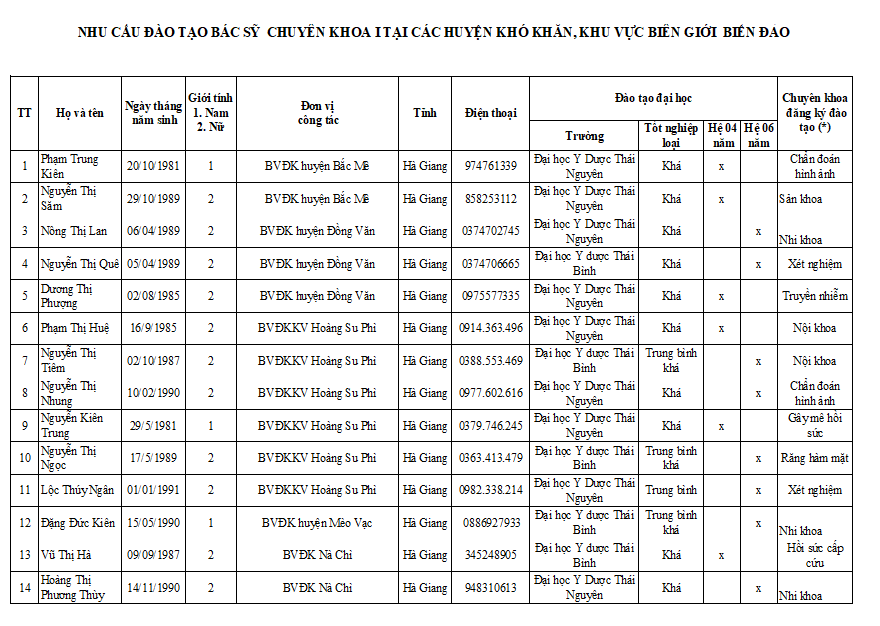 NHU CẦU ĐÀO TẠO BÁC SỸ CHUYÊN KHOA I TẠI CÁC HUYỆN KHÓ KHĂN, KHU VỰC BIÊN GIỚI BIỂN ĐẢO
TT Họ và tên Ngày tháng năm sinh Giới tính 1. Nam 2. Nữ Đơn vị công tác Tỉnh Điện thoại Đào tạo đại học Chuyên khoa đăng ký đào tạo (*)
Trường Tốt nghiệp loại Hệ 04 năm Hệ 06 năm
1 Phạm Trung Kiên 20/10/1981 1 BVĐK huyện Bắc Mê Hà Giang 974761339 Đại học Y Dược Thái Nguyên Khá x Chẩn đoán hình ảnh
2 Nguyễn Thị Săm 29/10/1989 2 BVĐK huyện Bắc Mê Hà Giang 858253112 Đại học Y Dược Thái Nguyên Khá x Sản khoa
3 Nông Thị Lan 06/04/1989 2 BVĐK huyện Đồng Văn Hà Giang 0374702745 Đại học Y Dược Thái Nguyên Khá x Nhi khoa
4 Nguyễn Thị Quê 05/04/1989 2 BVĐK huyện Đồng Văn Hà Giang 0374706665 Đại học Y dược Thái Bình Khá x Xét nghiệm
5 Dương Thị Phượng 02/08/1985 2 BVĐK huyện Đồng Văn Hà Giang 0975577335 Đại học Y Dược Thái Nguyên Khá x Truyền nhiễm
6 Phạm Thị Huệ 16/9/1985 2 BVĐKKV Hoàng Su Phì Hà Giang 0914.363.496 Đại học Y Dược Thái Nguyên Khá x Nội khoa
7 Nguyễn Thị Tiêm 02/10/1987 2 BVĐKKV Hoàng Su Phì Hà Giang 0388.553.469 Đại học Y dược Thái Bình Trung bình khá x Nội khoa
8 Nguyễn Thị Nhung 10/02/1990 2 BVĐKKV Hoàng Su Phì Hà Giang 0977.602.616 Đại học Y Dược Thái Nguyên Khá x Chẩn đoán hình ảnh
9 Nguyễn Kiên Trung 29/5/1981 1 BVĐKKV Hoàng Su Phì Hà Giang 0379.746.245 Đại học Y Dược Thái Nguyên Khá x Gây mê hồi sức
10 Nguyễn Thị Ngọc 17/5/1989 2 BVĐKKV Hoàng Su Phì Hà Giang 0363.413.479 Đại học Y dược Thái Bình Trung bình khá x Răng hàm mặt
11 Lộc Thúy Ngân 01/01/1991 2 BVĐKKV Hoàng Su Phì Hà Giang 0982.338.214 Đại học Y Dược Thái Nguyên Trung bình x Xét nghiệm
12 Đặng Đức Kiên 15/05/1990 1 BVĐK huyện Mèo Vạc Hà Giang 0886927933 Đại học Y dược Thái Bình Trung bình khá x Nhi khoa
13 Vũ Thị Hà 09/09/1987 2 BVĐK Nà Chì Hà Giang 345248905 Đại học Y dược Thái Bình Khá x Hồi sức cấp cứu
14 Hoàng Thị Phương Thùy 14/11/1990 2 BVĐK Nà Chì Hà Giang 948310613 Đại học Y Dược Thái Nguyên Khá x Nhi khoa